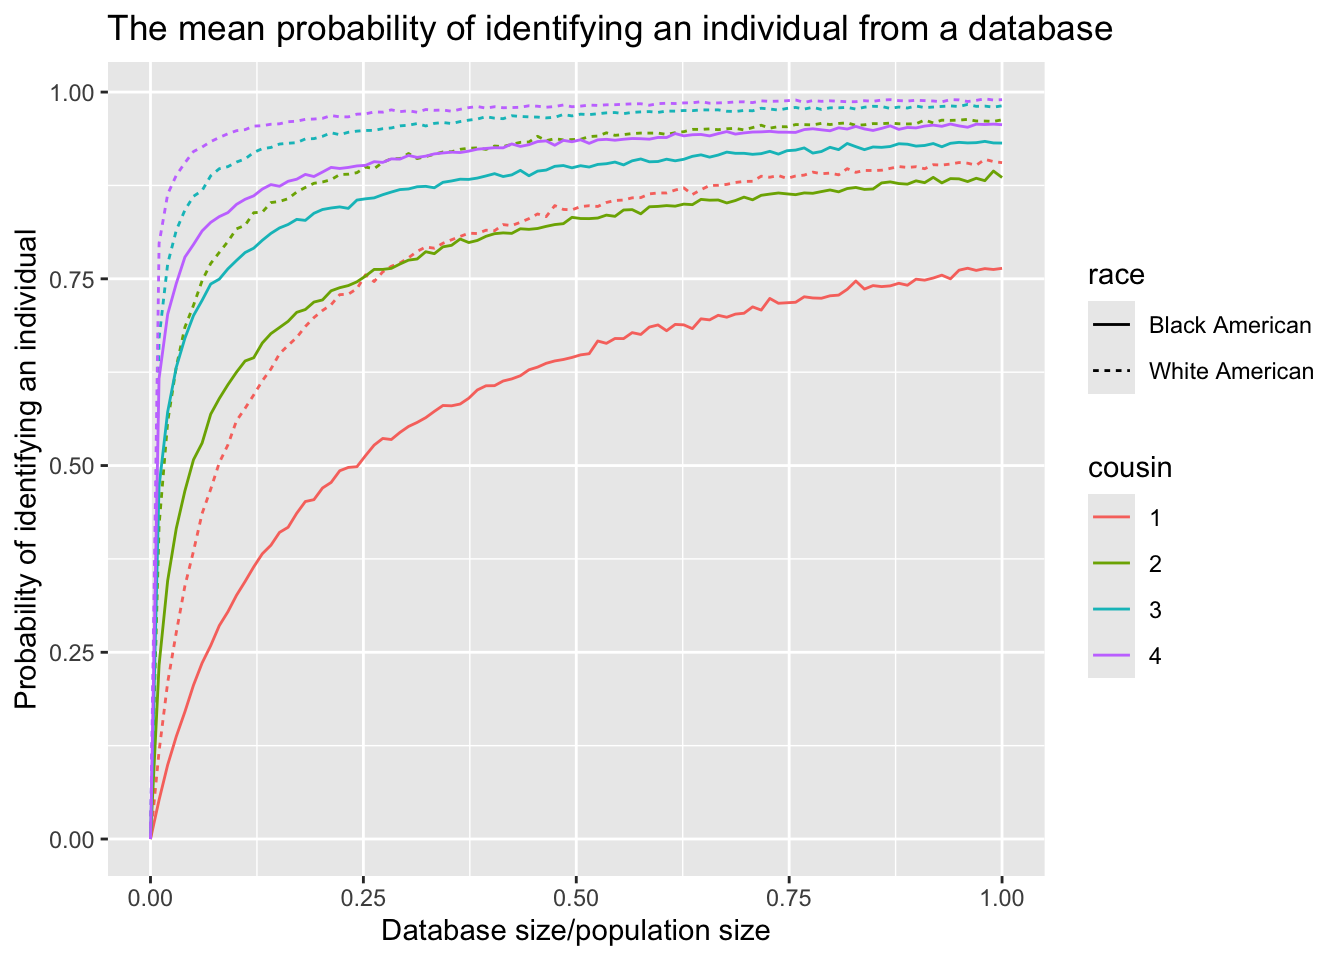 The mean probability of identifying an individual from a database
Probability of identifying an individual
1.00
0.75
0.50
0.25
0.00
0.00 0.25 0.50 0.75 1.00
Database size/population size
race
Black American
White American
cousin
1
2
3
4